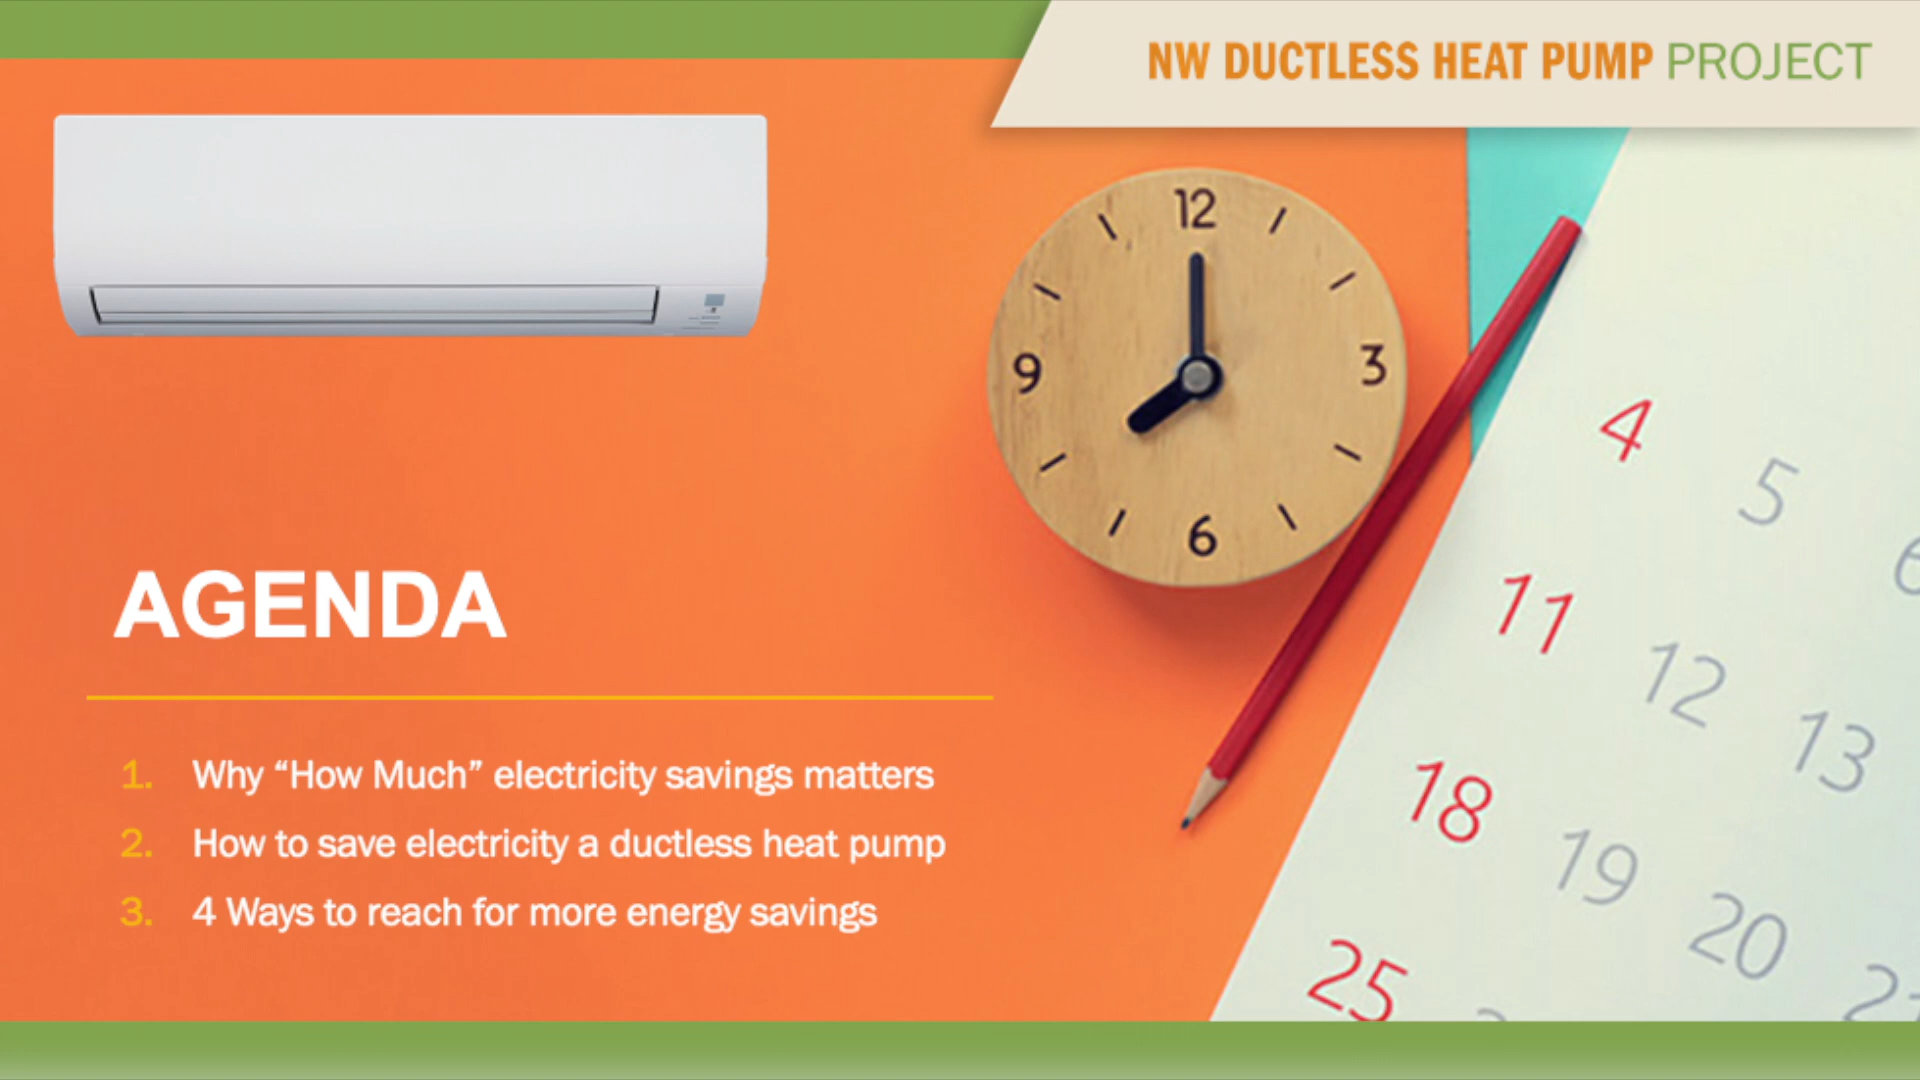 NW DUCTLESS HEAT PUMP PROJECT
12
3
9
6
4
5
6
11
12
13
18
19
20
25
AGENDA
1. Why “How Much” electricity savings matters
2. How to save electricity a ductless heat pump
3. 4 Ways to reach for more energy savings